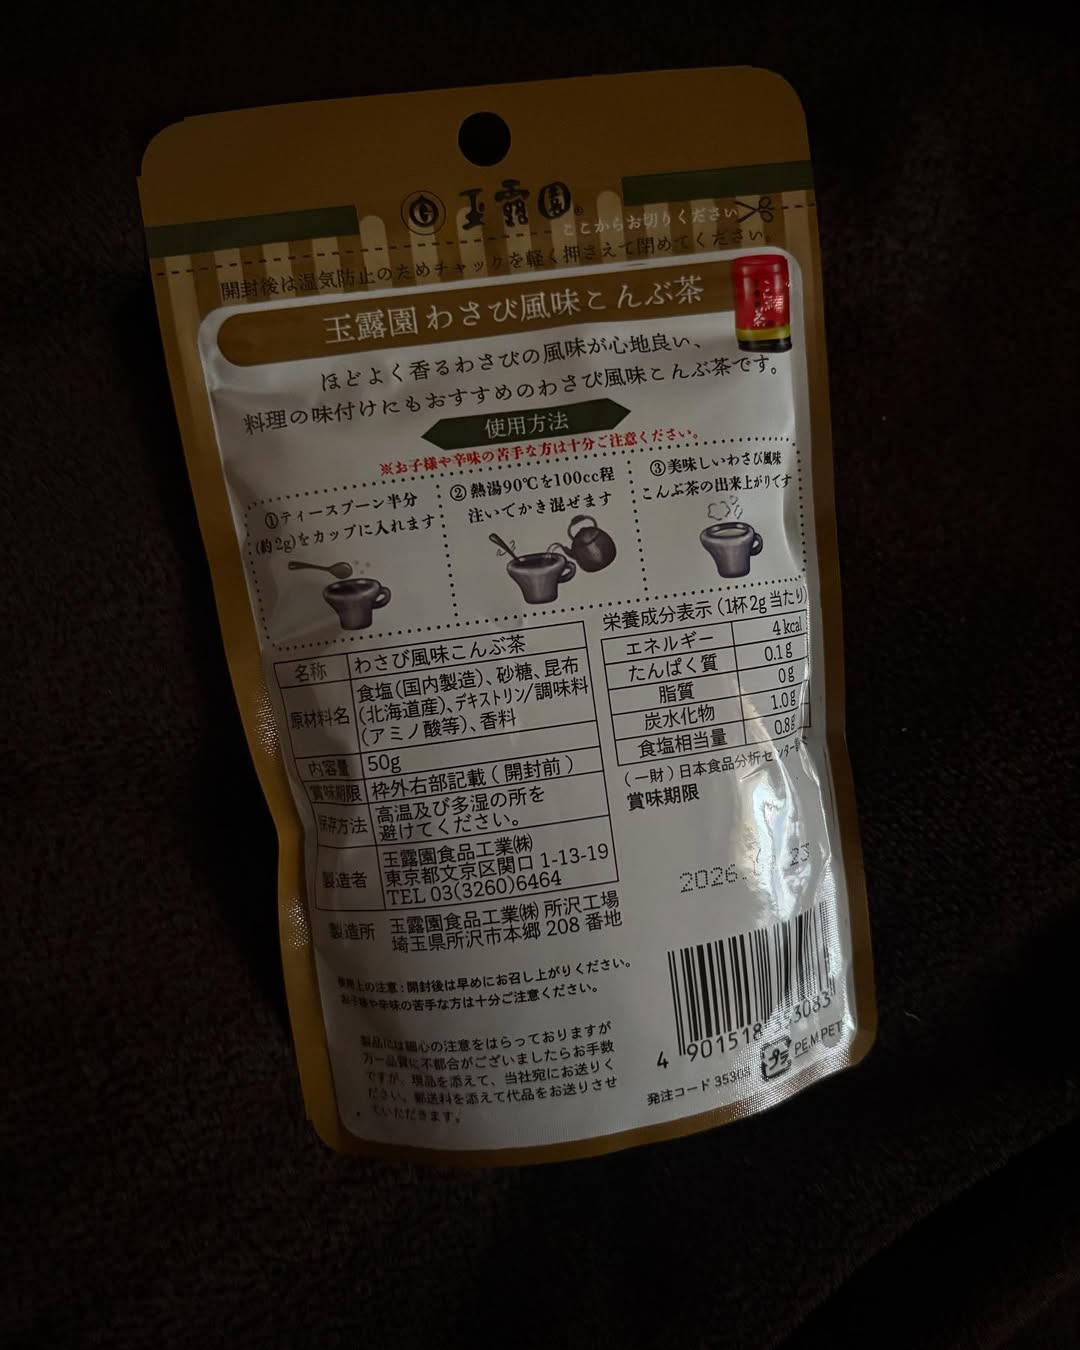 玉露園®
ここからお切りください
開封後は湿気防止のためチャックを軽く押さえて閉めてください。
玉露園わさび風味こんぶ茶
ほどよく香るわさびの風味が心地良い、
料理の味付けにもおすすめのわさび風味こんぶ茶です。
使用方法
※お子様や辛味の苦手な方は十分ご注意ください。
①ティースプーン半分
(約2g)をカップに入れます
②熱湯90℃を100cc程
注いでかき混ぜます
③美味しいわさび風味
こんぶ茶の出来上がりです
名称 わさび風味こんぶ茶
原材料名 食塩(国内製造)、砂糖、昆布
(北海道産)、デキストリン/調味料
(アミノ酸等)、香料
内容量 50g
賞味期限 枠外右部記載(開封前)
保存方法 高温及び多湿の所を
避けてください。
製造者 玉露園食品工業㈱
東京都文京区関口 1-13-19
TEL 03(3260)6464
製造所 玉露園食品工業㈱ 所沢工場
埼玉県所沢市本郷 208 番地
栄養成分表示(1杯2g当たり)
エネルギー 4kcal
たんぱく質 0.1g
脂質 0g
炭水化物 1.0g
食塩相当量 0.8g
(一財)日本食品分析センター
賞味期限
2026. 23
使用上の注意:開封後は早めにお召し上がりください。
お子様や辛味の苦手な方は十分ご注意ください。
製品には細心の注意をはらっておりますが
万一品質に不都合がございましたらお手数
ですが、現品を添えて、当社宛にお送りく
ださい。郵送料を添えて代品をお送りさせ
ていただきます。
4 901518 3083
プラ PE,M,PET
発注コード 35308